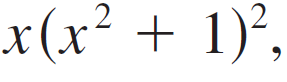 x(x² + 1)²,